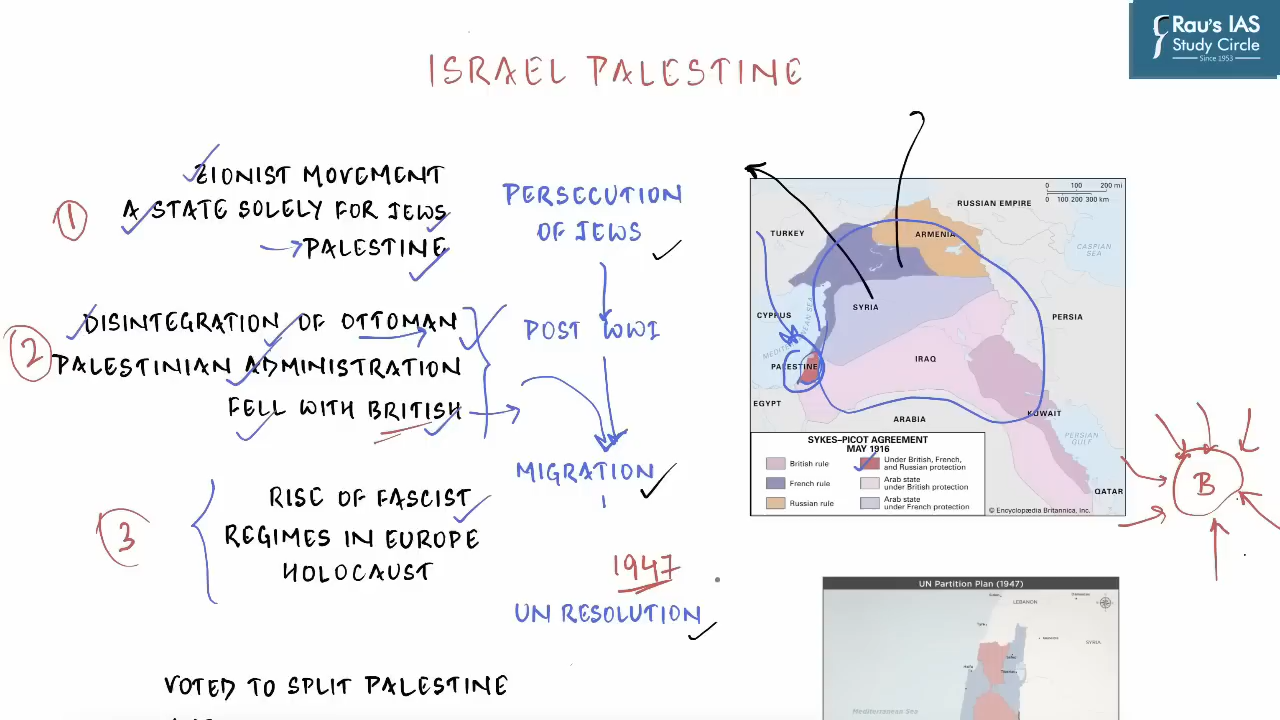 Rau's IAS
Study Circle
Since 1953
ISRAEL PALESTINE
1
ZIONIST MOVEMENT
A STATE SOLELY FOR JEWS
→ PALESTINE
2
DISINTEGRATION OF OTTOMAN
PALESTINIAN ADMINISTRATION
FELL WITH BRITISH
3
RISE OF FASCIST
REGIMES IN EUROPE
HOLOCAUST
VOTED TO SPLIT PALESTINE
PERSECUTION
OF JEWS
POST WWI
MIGRATION
1947
UN RESOLUTION
0 100 200 mi
0 100 200 300 km
RUSSIAN EMPIRE
TURKEY
ARMENIA
CASPIAN
SEA
SYRIA
CYPRUS
PERSIA
IRAQ
PALESTINE
EGYPT
ARABIA
KUWAIT
PERSIAN
GULF
QATAR
SYKES–PICOT AGREEMENT
MAY 1916
British rule
French rule
Russian rule
Under British, French,
and Russian protection
Arab state
under British protection
Arab state
under French protection
© Encyclopædia Britannica, Inc.
B
UN Partition Plan (1947)
LEBANON
SYRIA
Haifa
Mediterranean Sea